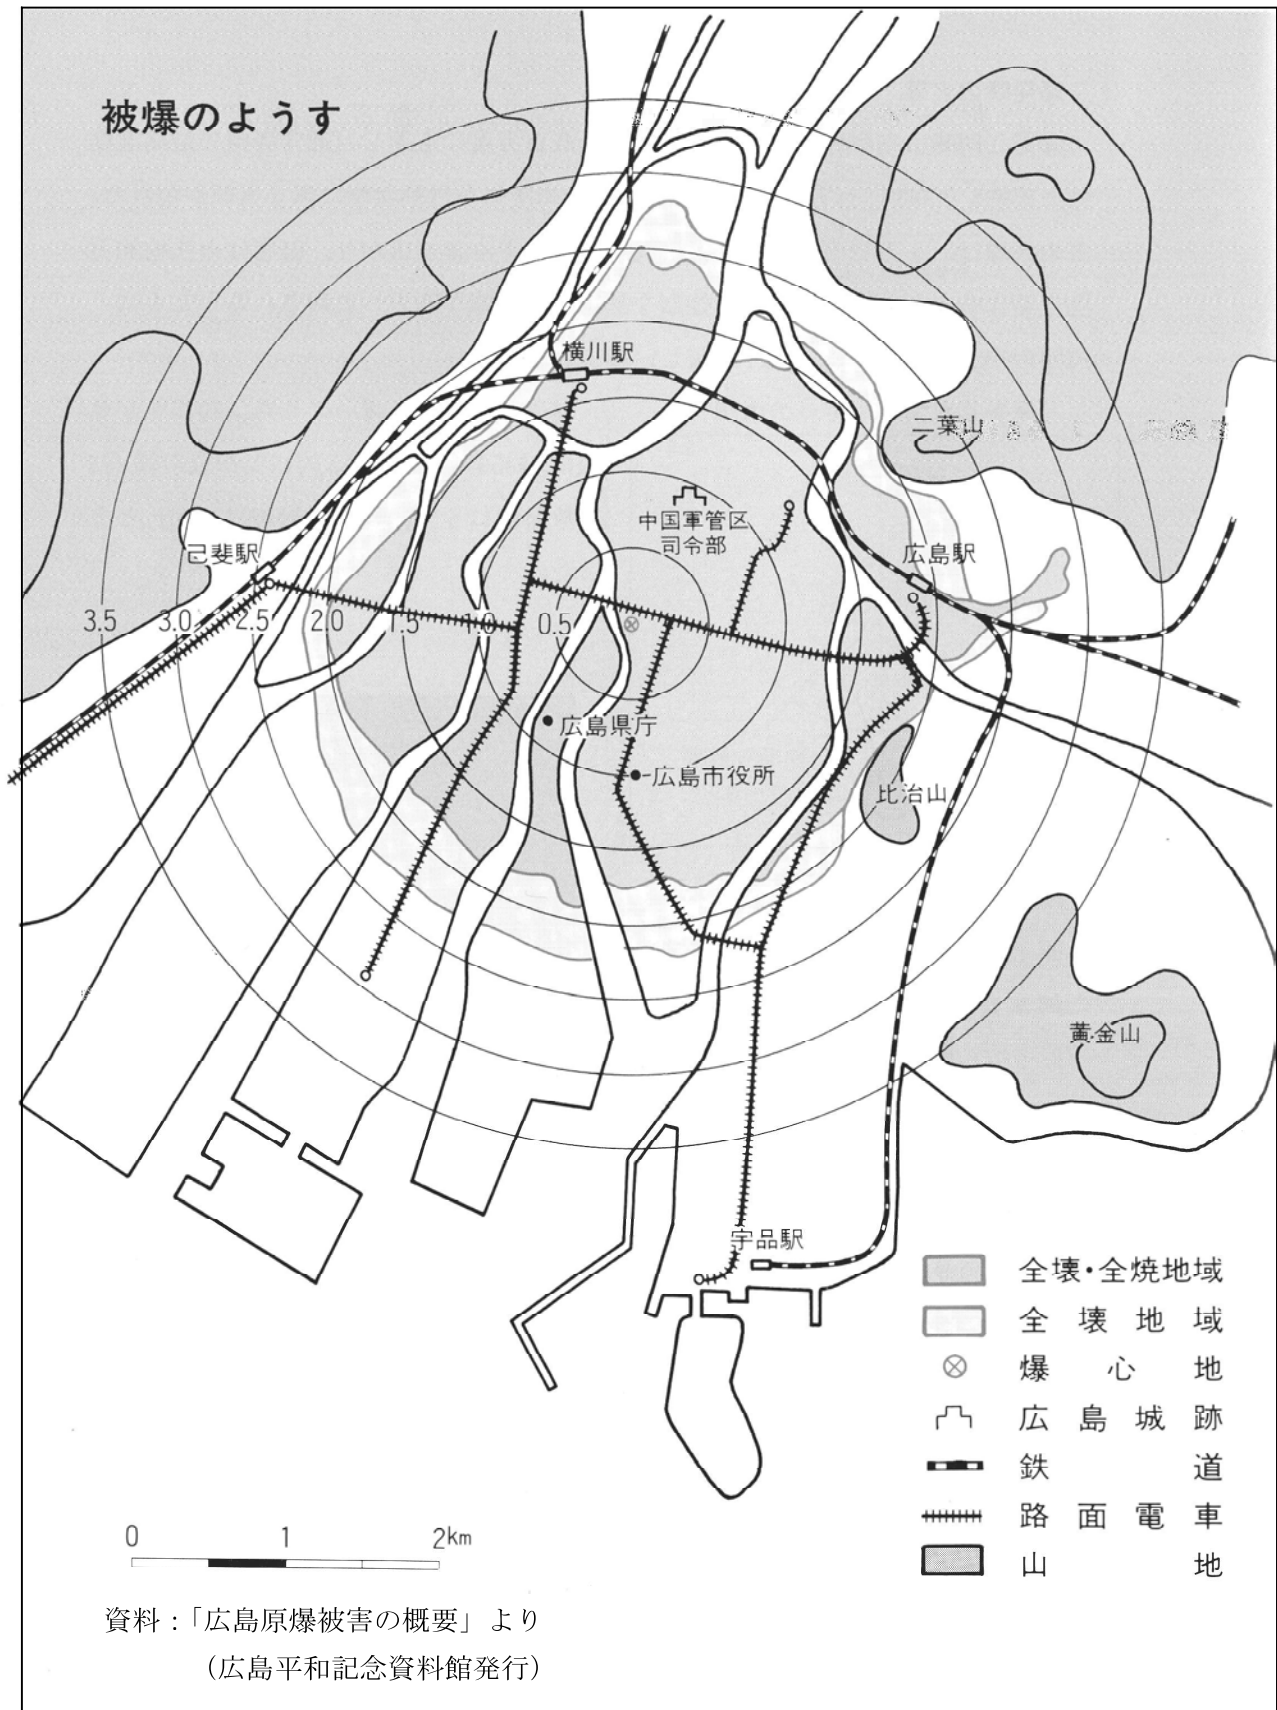 被爆のようす
横川駅
二葉山
中国軍管区
司令部
己斐駅
広島駅
3.5 3.0 2.5 2.0 1.5 1.0 0.5
広島県庁
広島市役所
比治山
黄金山
宇品駅
全壊・全焼地域
全壊地域
爆心地
広島城跡
鉄道
路面電車
山地
0 1 2km
資料：「広島原爆被害の概要」より
（広島平和記念資料館発行）